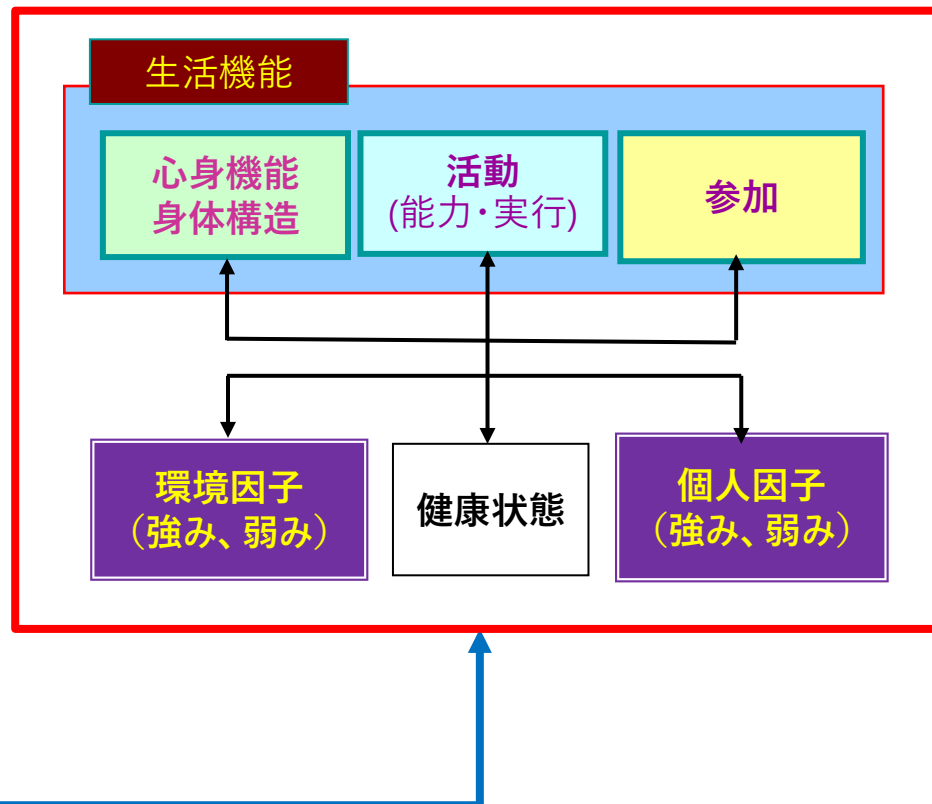 生活機能
心身機能
身体構造
活動
(能力・実行)
参加
環境因子
（強み、弱み）
健康状態
個人因子
（強み、弱み）